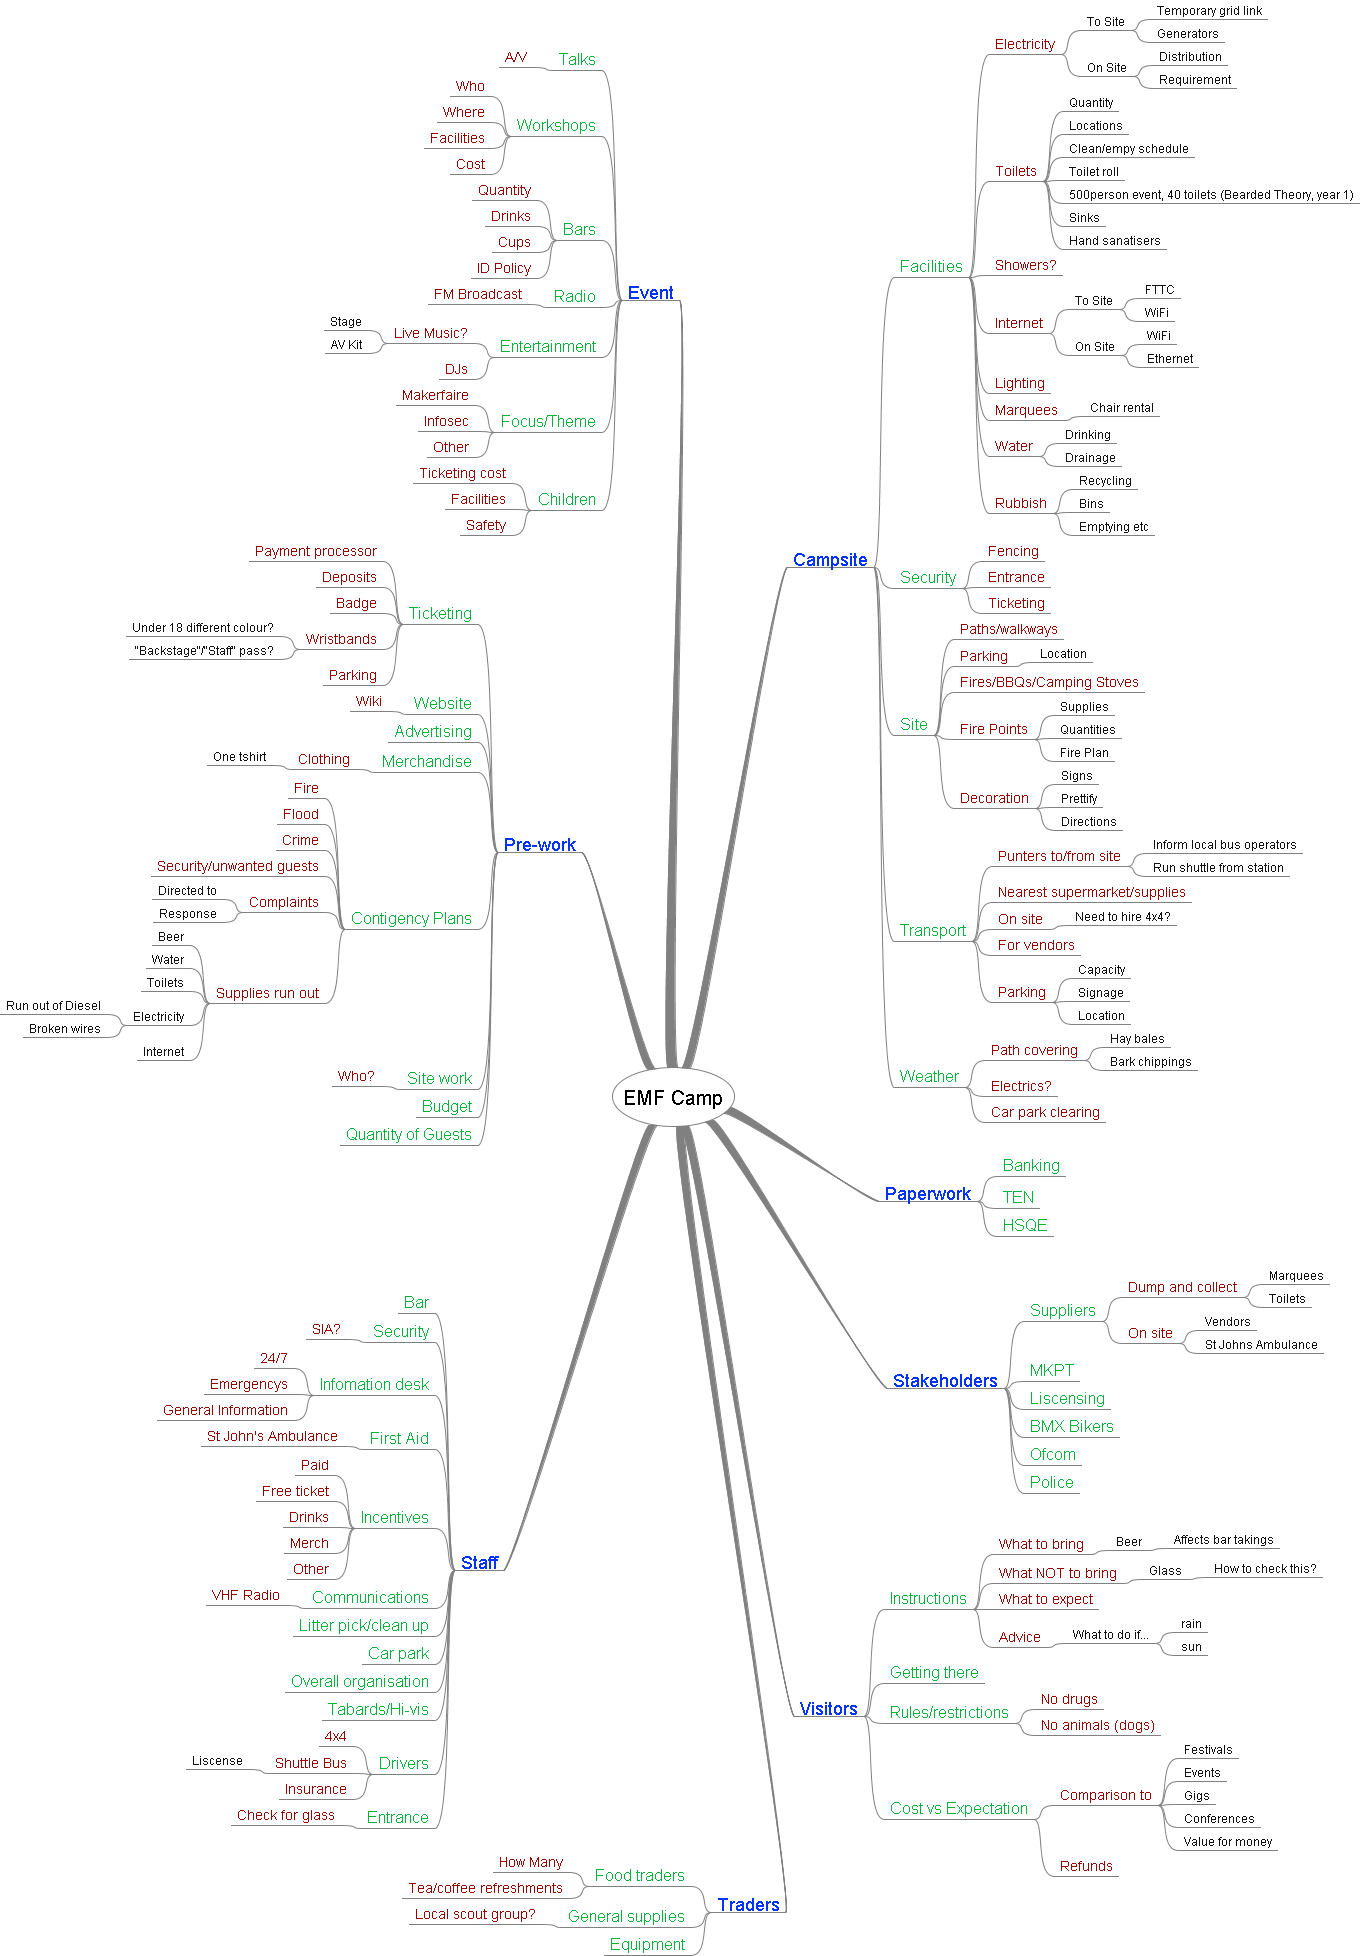 EMF Camp
Event
Talks
A/V
Workshops
Who
Where
Facilities
Cost
Bars
Quantity
Drinks
Cups
ID Policy
Radio
FM Broadcast
Entertainment
Live Music?
Stage
AV Kit
DJs
Focus/Theme
Makerfaire
Infosec
Other
Children
Ticketing cost
Facilities
Safety
Pre-work
Ticketing
Payment processor
Deposits
Badge
Wristbands
Under 18 different colour?
"Backstage"/"Staff" pass?
Parking
Website
Wiki
Advertising
Merchandise
Clothing
One tshirt
Contigency Plans
Fire
Flood
Crime
Security/unwanted guests
Complaints
Directed to
Response
Supplies run out
Beer
Water
Toilets
Electricity
Run out of Diesel
Broken wires
Internet
Site work
Who?
Budget
Quantity of Guests
Staff
Bar
Security
SIA?
Infomation desk
24/7
Emergencys
General Information
First Aid
St John's Ambulance
Incentives
Paid
Free ticket
Drinks
Merch
Other
Communications
VHF Radio
Litter pick/clean up
Car park
Overall organisation
Tabards/Hi-vis
Drivers
4x4
Shuttle Bus
Liscense
Insurance
Entrance
Check for glass
Traders
Food traders
How Many
Tea/coffee refreshments
General supplies
Local scout group?
Equipment
Campsite
Facilities
Electricity
To Site
Temporary grid link
Generators
On Site
Distribution
Requirement
Toilets
Quantity
Locations
Clean/empy schedule
Toilet roll
500person event, 40 toilets (Bearded Theory, year 1)
Sinks
Hand sanatisers
Showers?
Internet
To Site
FTTC
WiFi
On Site
WiFi
Ethernet
Lighting
Marquees
Chair rental
Water
Drinking
Drainage
Rubbish
Recycling
Bins
Emptying etc
Security
Fencing
Entrance
Ticketing
Site
Paths/walkways
Parking
Location
Fires/BBQs/Camping Stoves
Fire Points
Supplies
Quantities
Fire Plan
Decoration
Signs
Prettify
Directions
Transport
Punters to/from site
Inform local bus operators
Run shuttle from station
Nearest supermarket/supplies
On site
Need to hire 4x4?
For vendors
Parking
Capacity
Signage
Location
Weather
Path covering
Hay bales
Bark chippings
Electrics?
Car park clearing
Paperwork
Banking
TEN
HSQE
Stakeholders
Suppliers
Dump and collect
Marquees
Toilets
On site
Vendors
St Johns Ambulance
MKPT
Liscensing
BMX Bikers
Ofcom
Police
Visitors
Instructions
What to bring
Beer
Affects bar takings
What NOT to bring
Glass
How to check this?
What to expect
Advice
What to do if...
rain
sun
Getting there
Rules/restrictions
No drugs
No animals (dogs)
Cost vs Expectation
Comparison to
Festivals
Events
Gigs
Conferences
Value for money
Refunds